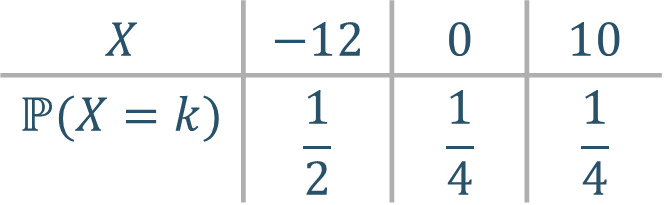 X −12 0 10
ℙ(X = k) 1/2 1/4 1/4